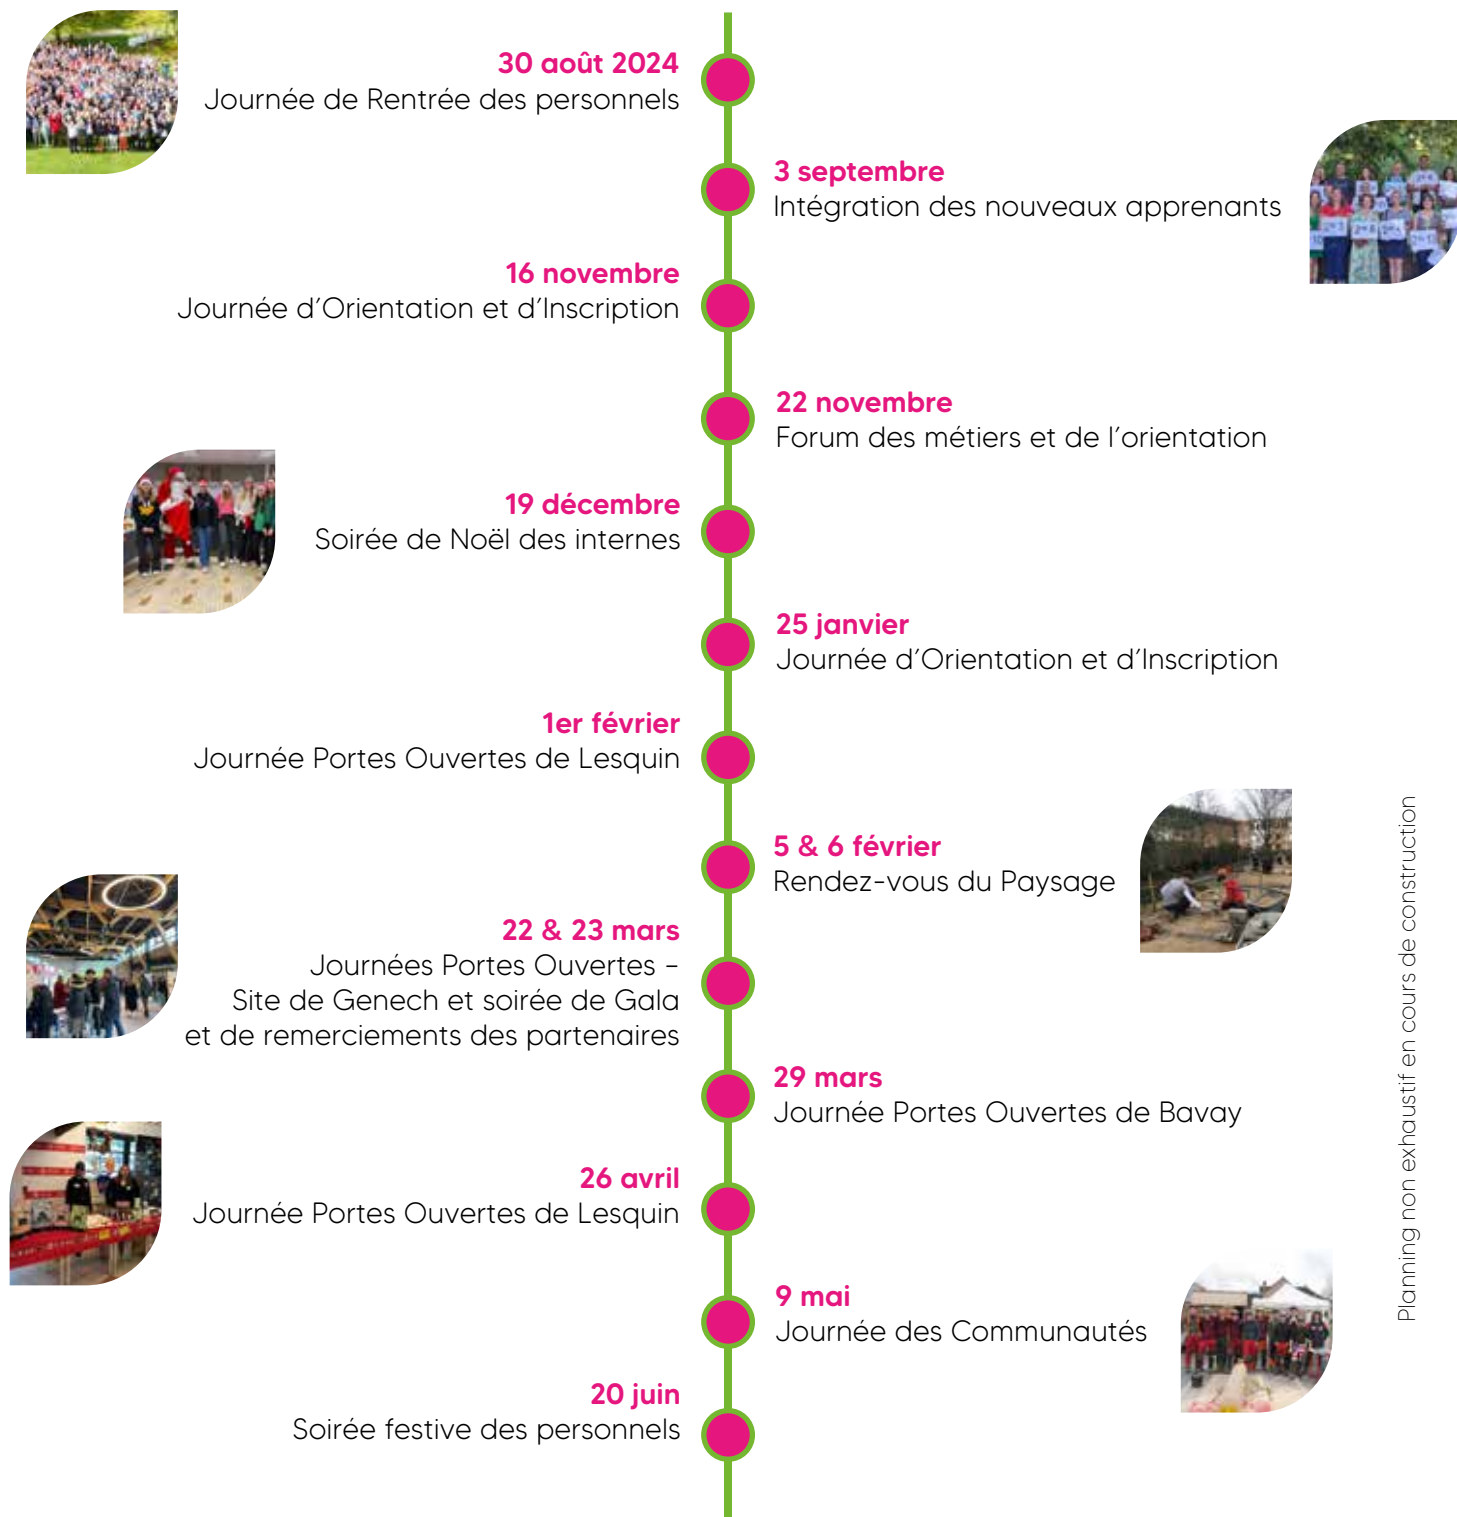 30 août 2024
Journée de Rentrée des personnels
3 septembre
Intégration des nouveaux apprenants
16 novembre
Journée d’Orientation et d’Inscription
22 novembre
Forum des métiers et de l’orientation
19 décembre
Soirée de Noël des internes
25 janvier
Journée d’Orientation et d’Inscription
1er février
Journée Portes Ouvertes de Lesquin
5 & 6 février
Rendez-vous du Paysage
22 & 23 mars
Journées Portes Ouvertes –
Site de Genech et soirée de Gala
et de remerciements des partenaires
29 mars
Journée Portes Ouvertes de Bavay
26 avril
Journée Portes Ouvertes de Lesquin
9 mai
Journée des Communautés
20 juin
Soirée festive des personnels
Planning non exhaustif en cours de construction